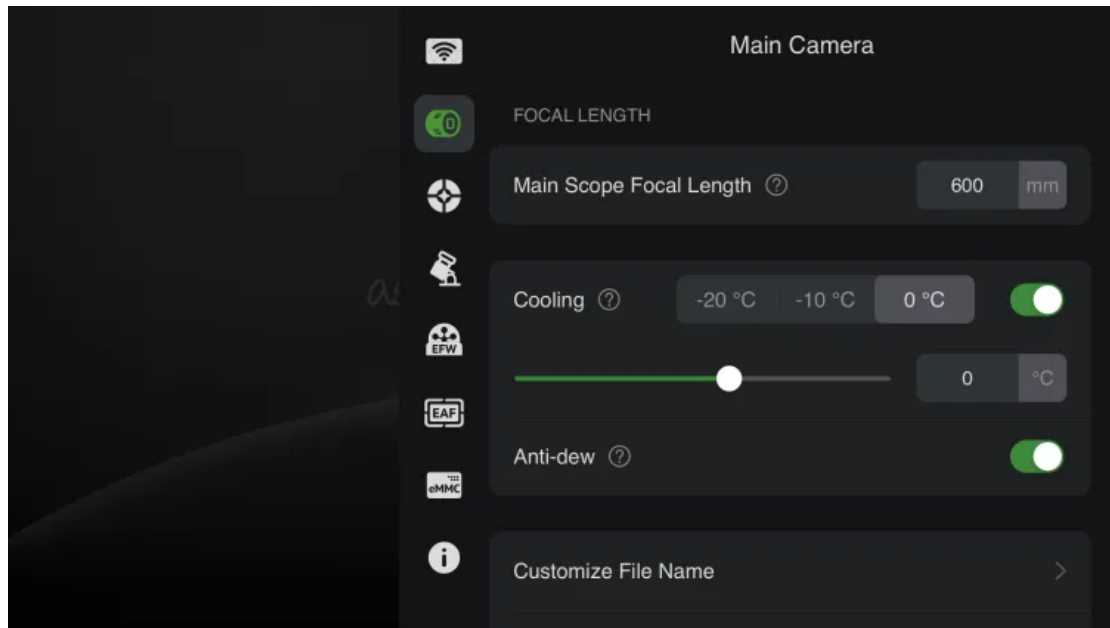 Main Camera
FOCAL LENGTH
Main Scope Focal Length ?
600 mm
as
Cooling ?
-20 °C -10 °C 0 °C
EFW
0 °C
EAF
Anti-dew ?
eMMC
i
Customize File Name